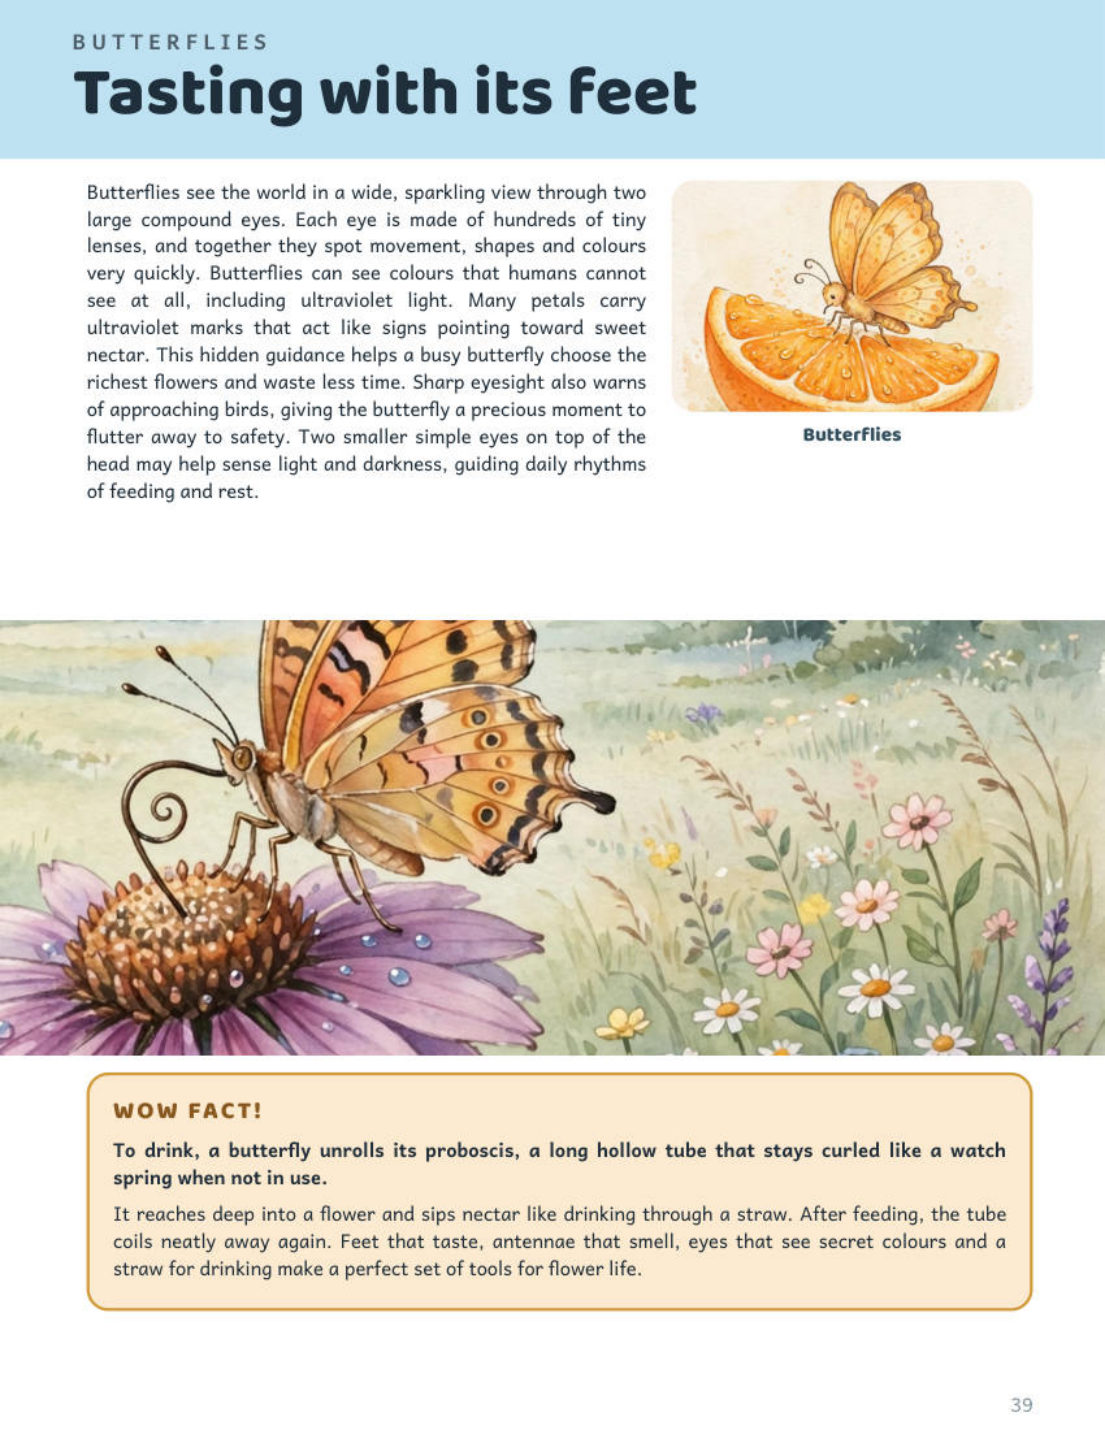 BUTTERFLIES
Tasting with its feet
Butterflies see the world in a wide, sparkling view through two
large compound eyes. Each eye is made of hundreds of tiny
lenses, and together they spot movement, shapes and colours
very quickly. Butterflies can see colours that humans cannot
see at all, including ultraviolet light. Many petals carry
ultraviolet marks that act like signs pointing toward sweet
nectar. This hidden guidance helps a busy butterfly choose the
richest flowers and waste less time. Sharp eyesight also warns
of approaching birds, giving the butterfly a precious moment to
flutter away to safety. Two smaller simple eyes on top of the
head may help sense light and darkness, guiding daily rhythms
of feeding and rest.
Butterflies
WOW FACT!
To drink, a butterfly unrolls its proboscis, a long hollow tube that stays curled like a watch
spring when not in use.
It reaches deep into a flower and sips nectar like drinking through a straw. After feeding, the tube
coils neatly away again. Feet that taste, antennae that smell, eyes that see secret colours and a
straw for drinking make a perfect set of tools for flower life.
39